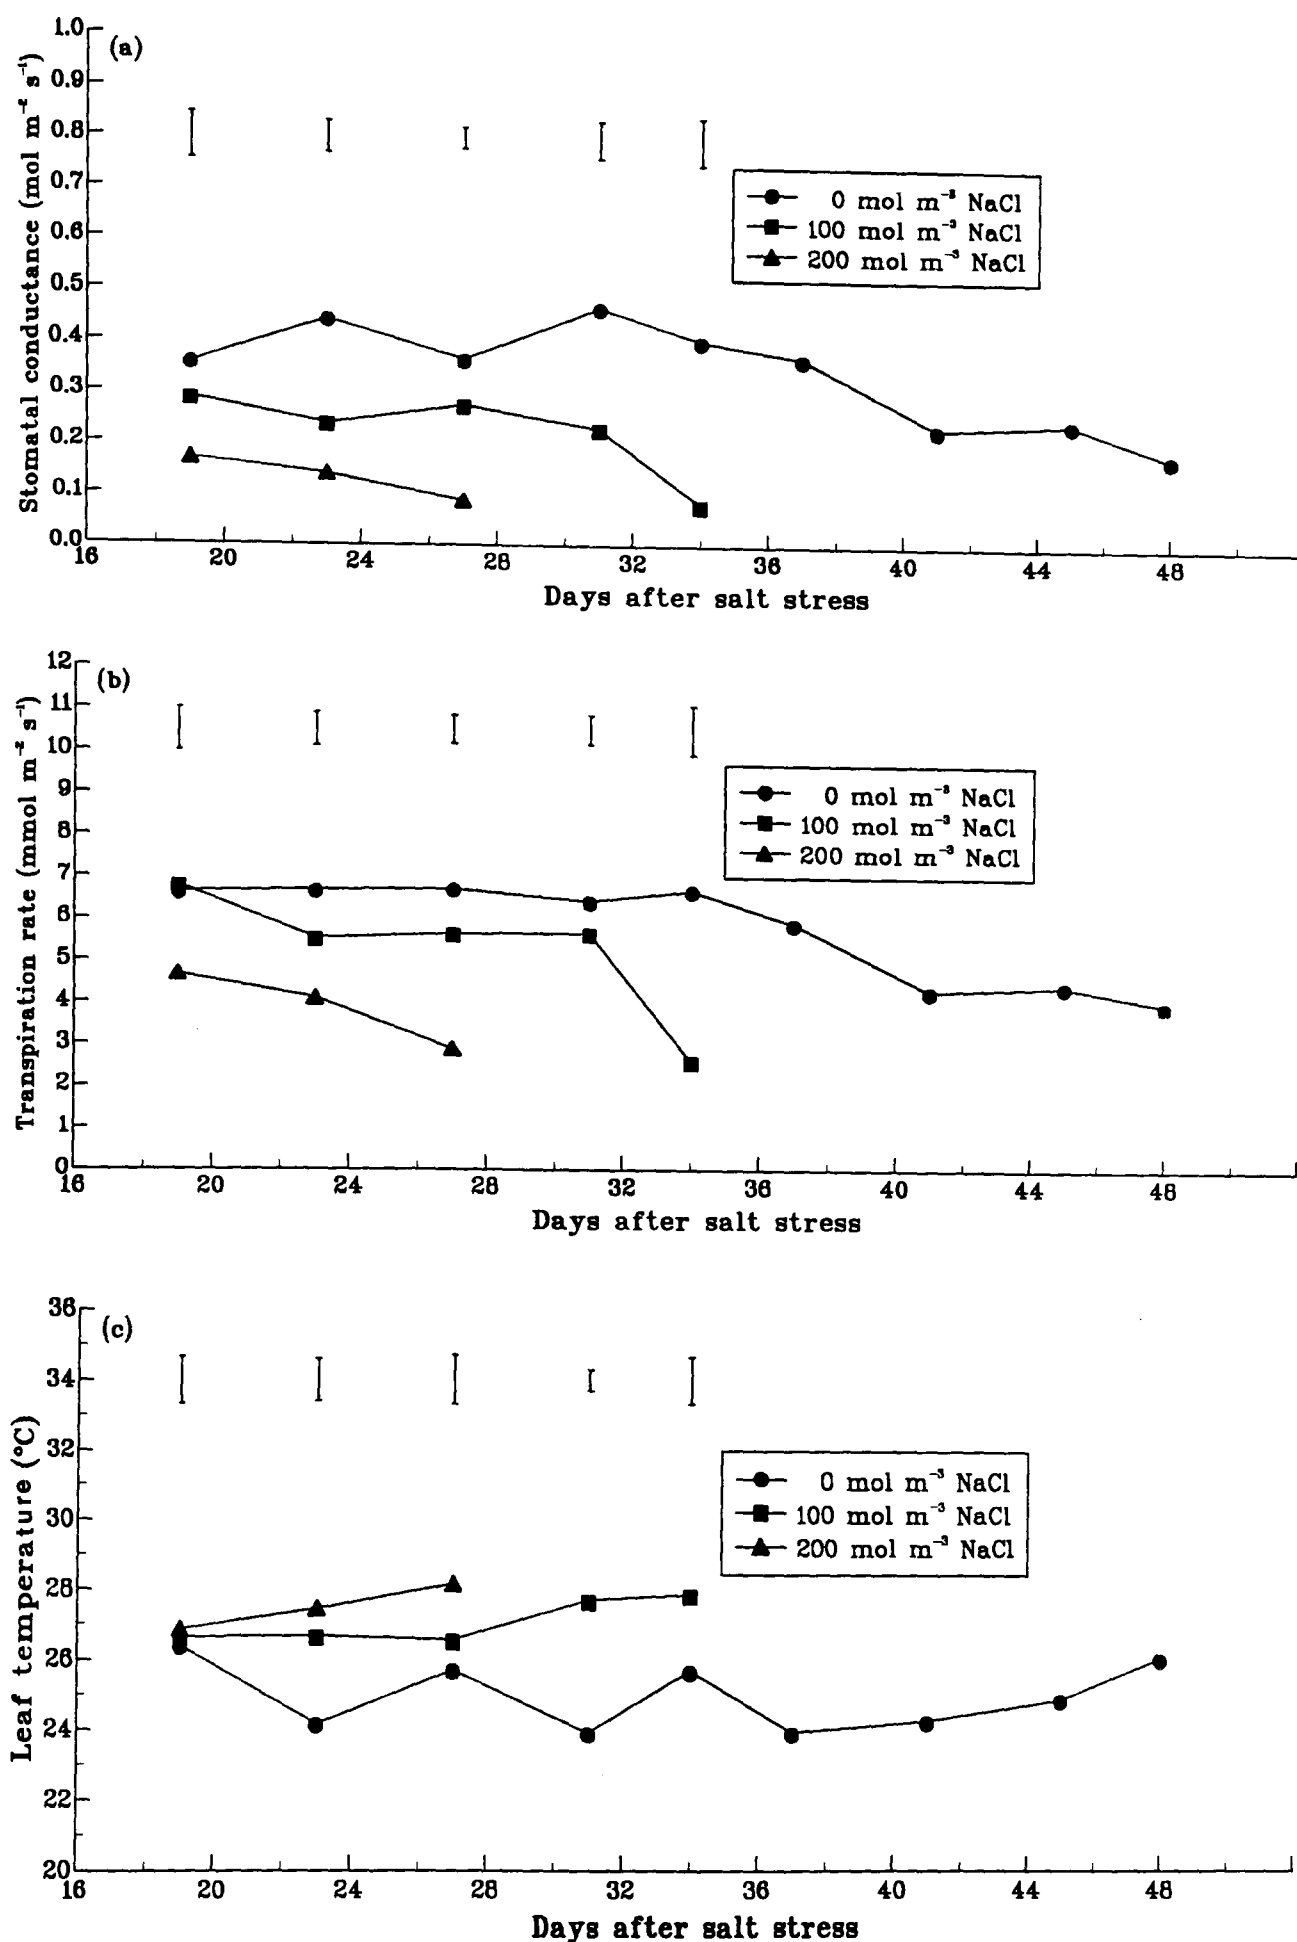 (a)
Stomatal conductance (mol m⁻² s⁻¹)
1.0
0.9
0.8
0.7
0.6
0.5
0.4
0.3
0.2
0.1
0.0
0 mol m⁻³ NaCl
100 mol m⁻³ NaCl
200 mol m⁻³ NaCl
16 20 24 28 32 36 40 44 48
Days after salt stress
(b)
Transpiration rate (mmol m⁻² s⁻¹)
12
11
10
9
8
7
6
5
4
3
2
1
0
0 mol m⁻³ NaCl
100 mol m⁻³ NaCl
200 mol m⁻³ NaCl
16 20 24 28 32 36 40 44 48
Days after salt stress
(c)
Leaf temperature (°C)
36
34
32
30
28
26
24
22
20
0 mol m⁻³ NaCl
100 mol m⁻³ NaCl
200 mol m⁻³ NaCl
16 20 24 28 32 36 40 44 48
Days after salt stress